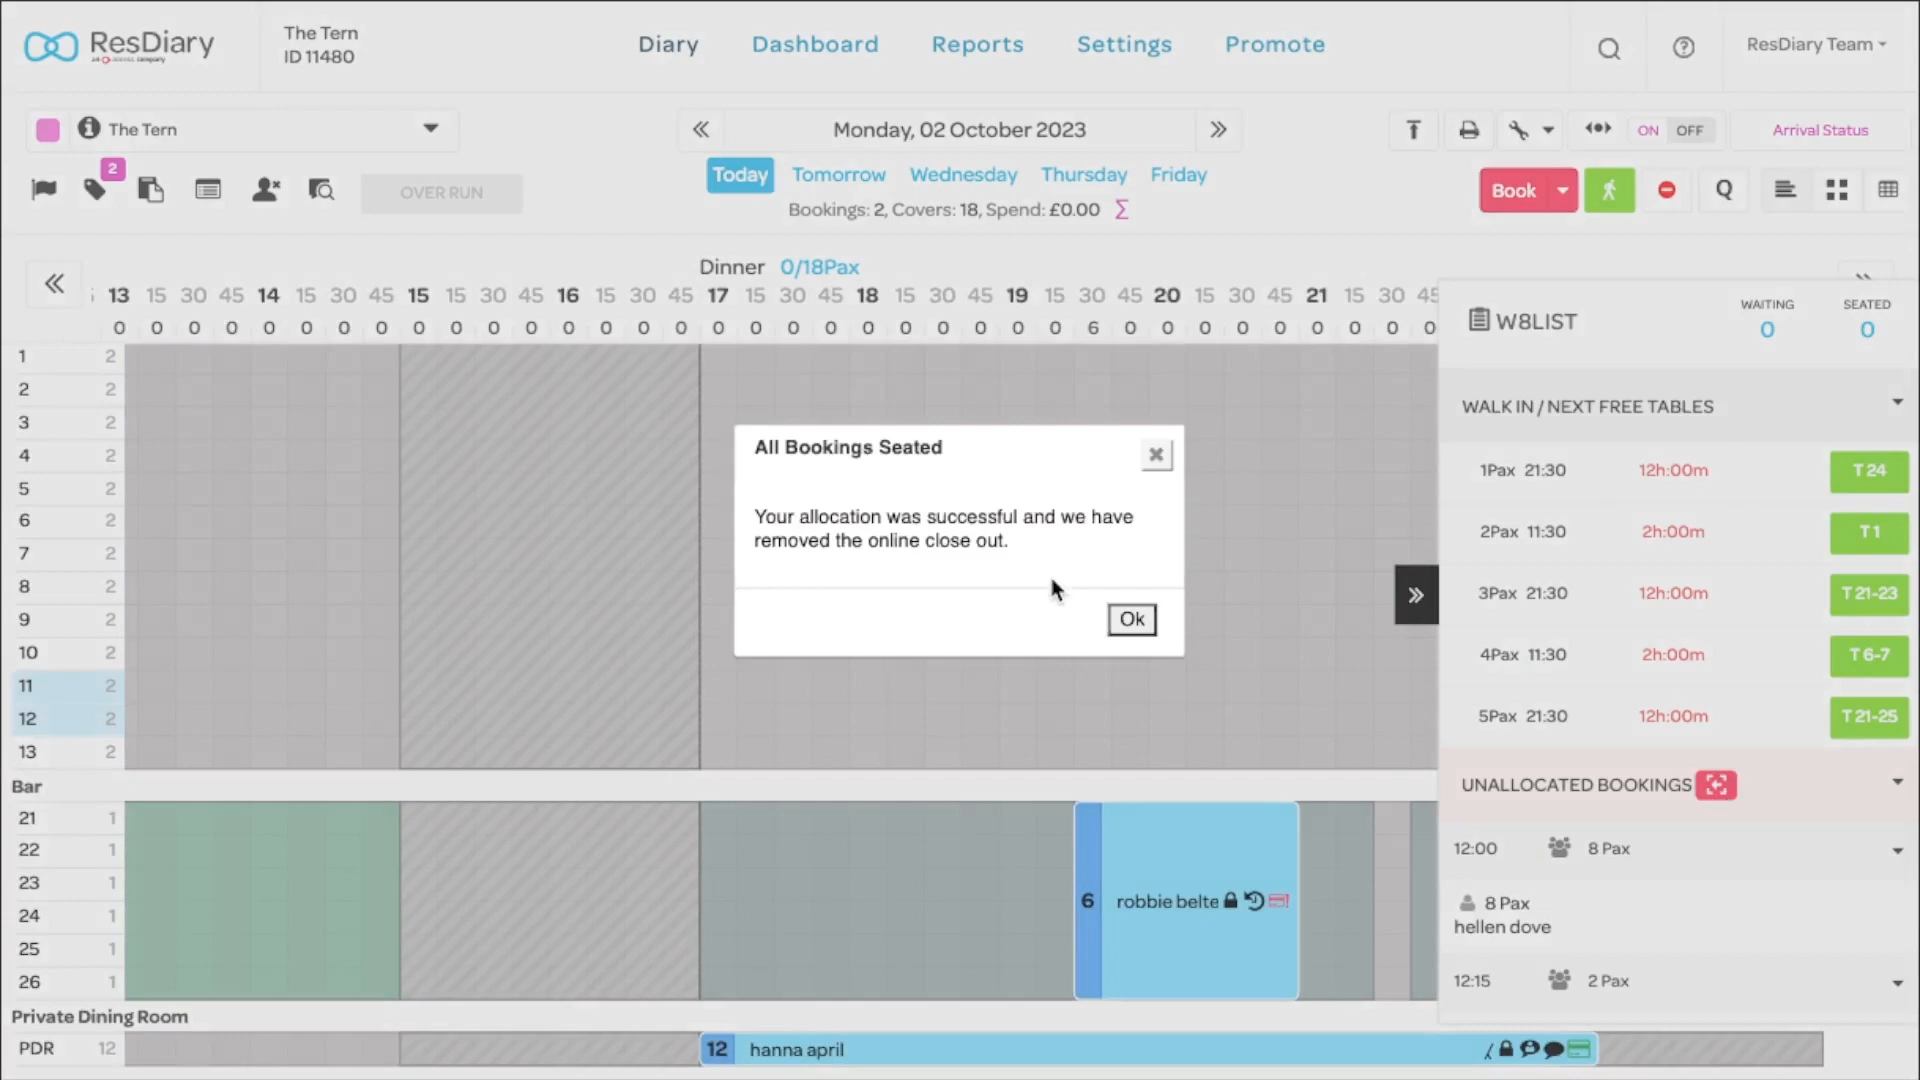 ResDiary
The Tern
ID 11480
Diary
Dashboard
Reports
Settings
Promote
ResDiary Team
The Tern
Monday, 02 October 2023
ON OFF
Arrival Status
2
OVER RUN
Today Tomorrow Wednesday Thursday Friday
Bookings: 2, Covers: 18, Spend: £0.00 Σ
Book
Q
Dinner 0/18Pax
13 15 30 45 14 15 30 45 15 15 30 45 16 15 30 45 17 15 30 45 18 15 30 45 19 15 30 45 20 15 30 45 21 15 30 45
0 0 0 0 0 0 0 0 0 0 0 0 0 0 0 0 0 0 0 0 0 0 0 0 0 0 6 0 0 0 0 0 0 0 0 0
1 2
2 2
3 2
4 2
5 2
6 2
7 2
8 2
9 2
10 2
11 2
12 2
13 2
Bar
21 1
22 1
23 1
24 1
25 1
26 1
6 robbie belte
Private Dining Room
PDR 12
12 hanna april
All Bookings Seated
Your allocation was successful and we have
removed the online close out.
Ok
W8LIST
WAITING
0
SEATED
0
WALK IN / NEXT FREE TABLES
1Pax 21:30 12h:00m T 24
2Pax 11:30 2h:00m T 1
3Pax 21:30 12h:00m T 21-23
4Pax 11:30 2h:00m T 6-7
5Pax 21:30 12h:00m T 21-25
UNALLOCATED BOOKINGS
12:00 8 Pax
8 Pax
hellen dove
12:15 2 Pax